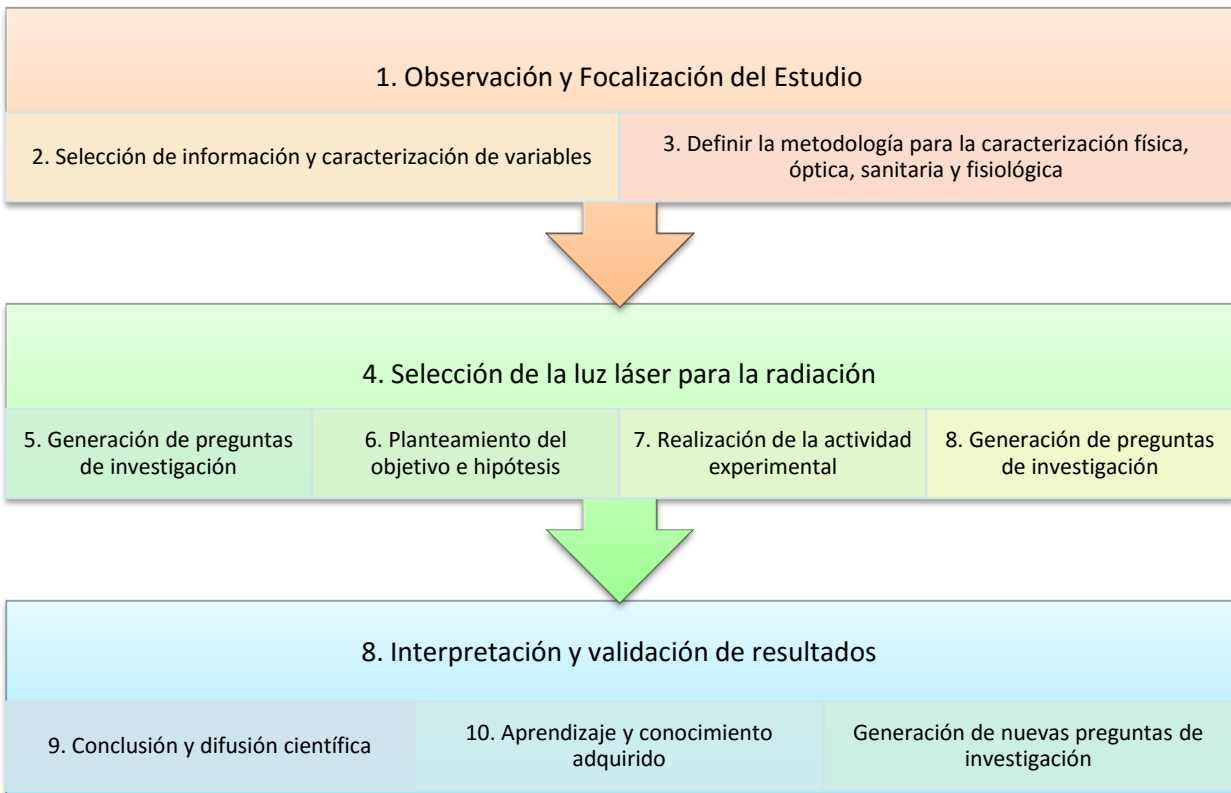 1. Observación y Focalización del Estudio
2. Selección de información y caracterización de variables
3. Definir la metodología para la caracterización física,
óptica, sanitaria y fisiológica
4. Selección de la luz láser para la radiación
5. Generación de preguntas
de investigación
6. Planteamiento del
objetivo e hipótesis
7. Realización de la actividad
experimental
8. Generación de preguntas
de investigación
8. Interpretación y validación de resultados
9. Conclusión y difusión científica
10. Aprendizaje y conocimiento
adquirido
Generación de nuevas preguntas de
investigación